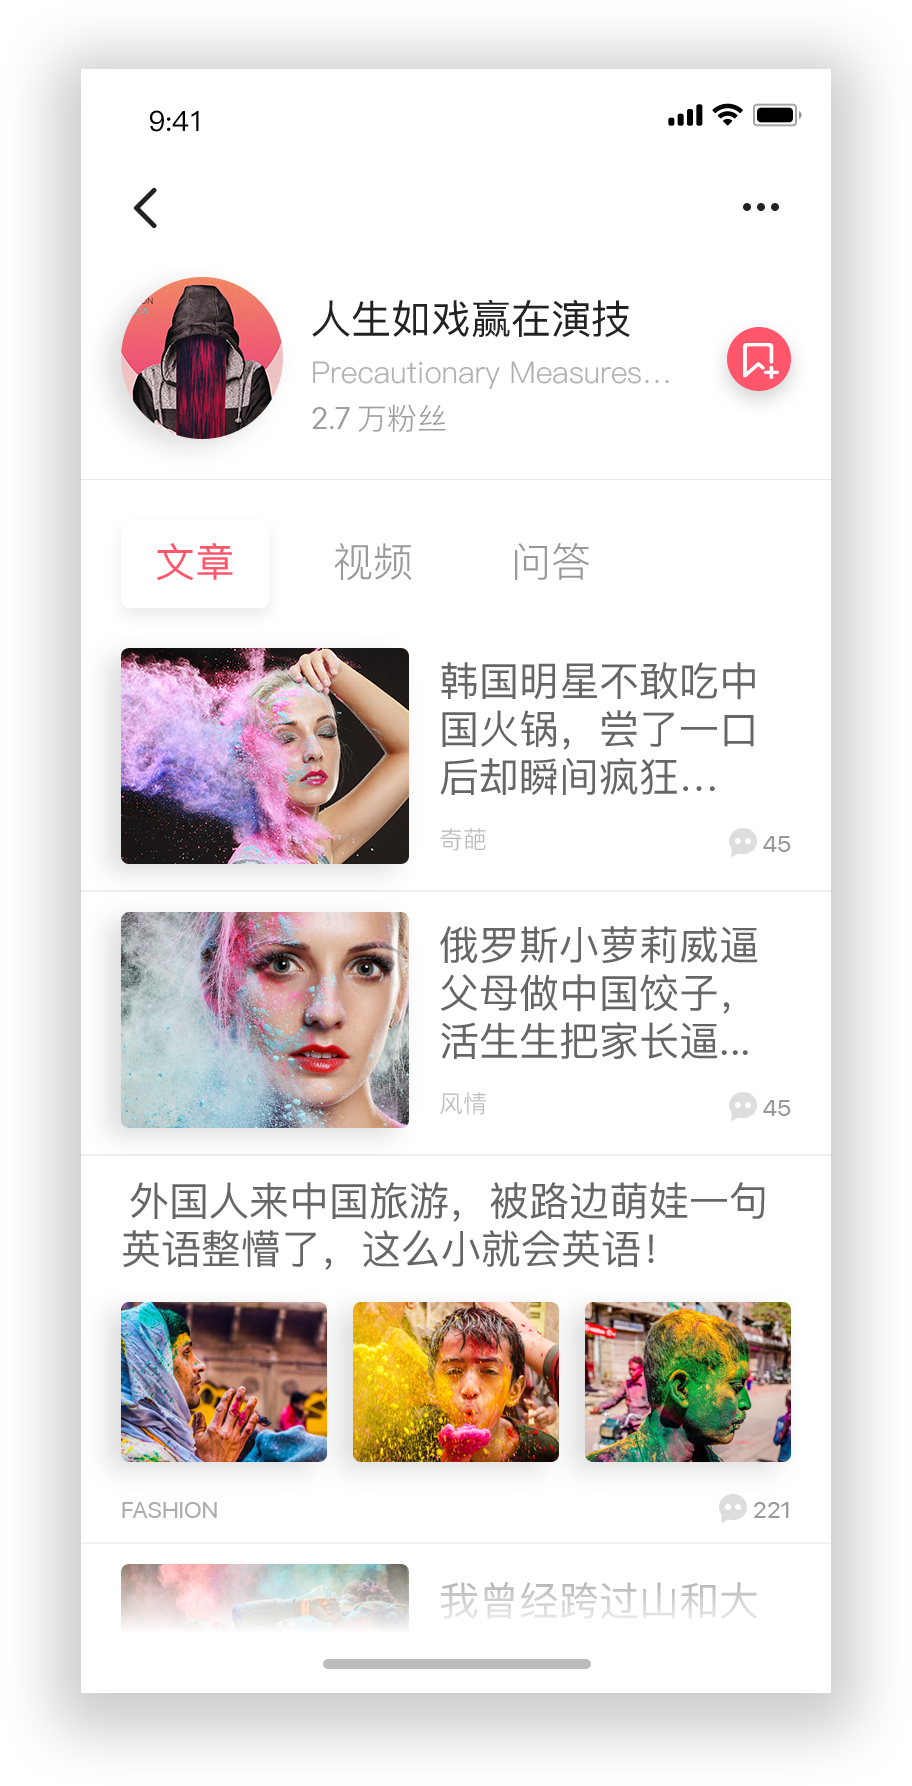 9:41
人生如戏赢在演技
Precautionary Measures...
2.7 万粉丝
文章 视频 问答
韩国明星不敢吃中
国火锅，尝了一口
后却瞬间疯狂...
奇葩 45
俄罗斯小萝莉威逼
父母做中国饺子，
活生生把家长逼...
风情 45
外国人来中国旅游，被路边萌娃一句
英语整懵了，这么小就会英语！
FASHION 221
我曾经跨过山和大